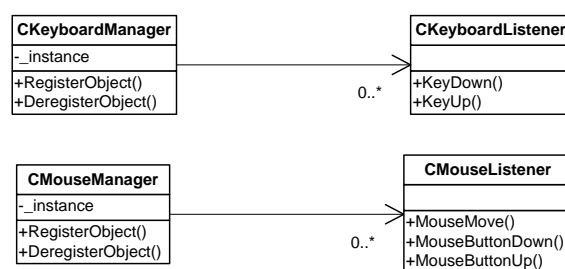 CKeyboardManager
-_instance
+RegisterObject()
+DeregisterObject()
0..*
CKeyboardListener
+KeyDown()
+KeyUp()
CMouseManager
-_instance
+RegisterObject()
+DeregisterObject()
0..*
CMouseListener
+MouseMove()
+MouseButtonDown()
+MouseButtonUp()